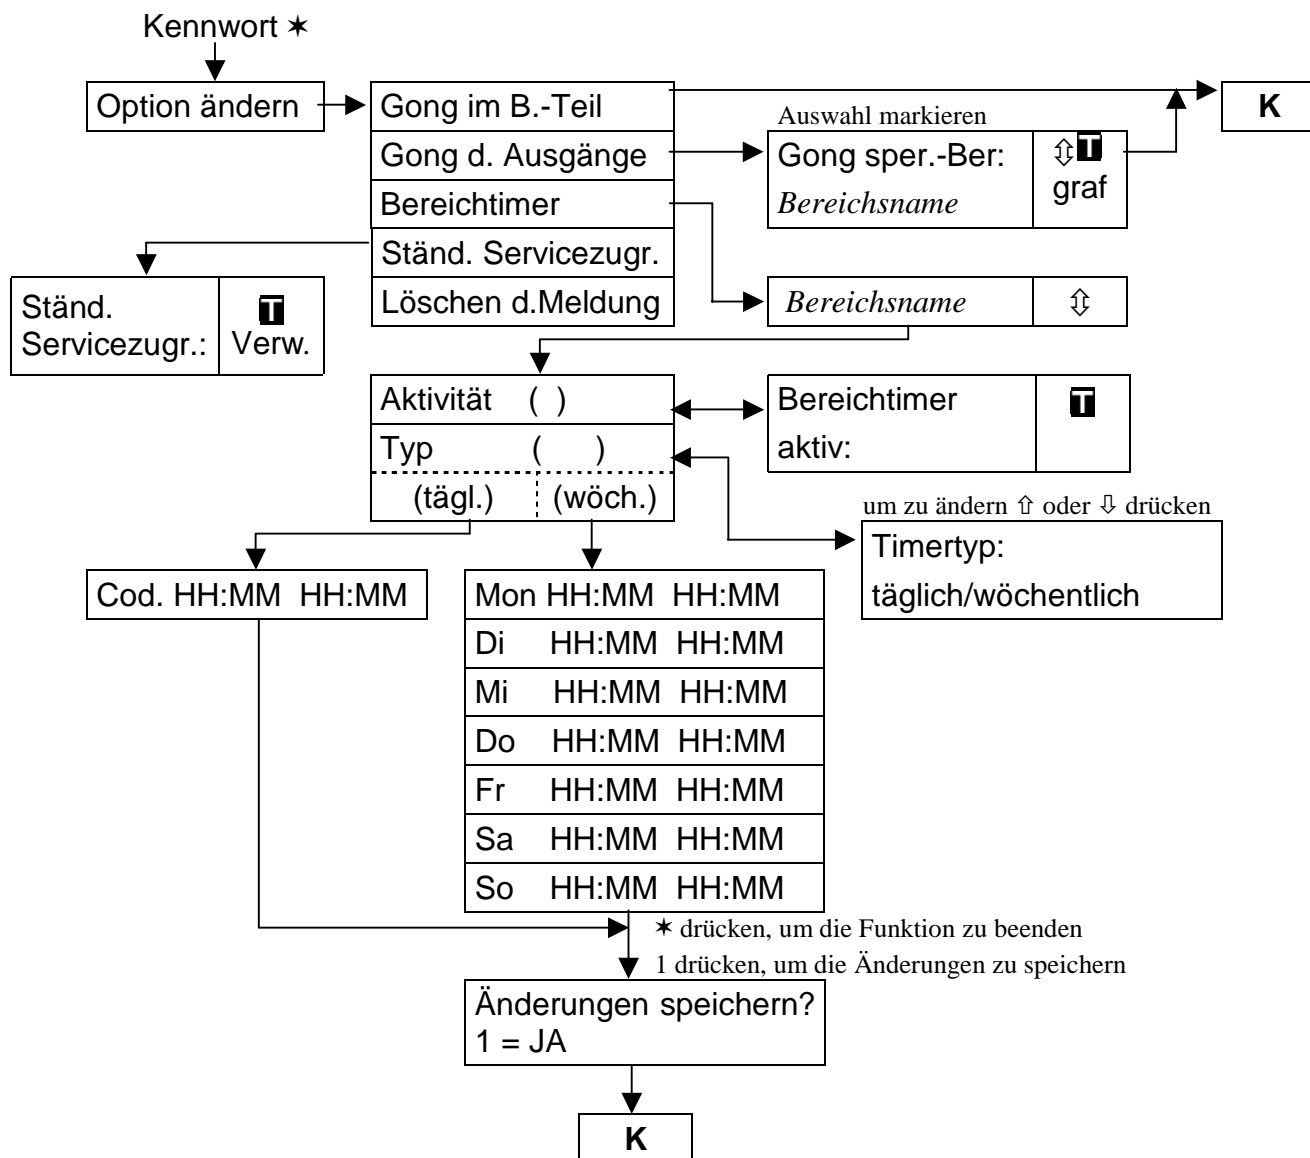 Kennwort ✶
Option ändern
Gong im B.-Teil
K
Auswahl markieren
Gong d. Ausgänge
Gong sper.-Ber:
⇳ T
graf
Bereichsname
Bereichtimer
Ständ. Servicezugr.
Löschen d.Meldung
Bereichsname ⇳
Ständ.
Servicezugr.:
T
Verw.
Aktivität ( )
Typ ( )
(tägl.) (wöch.)
Bereichtimer
aktiv:
T
um zu ändern ⇧ oder ⇩ drücken
Timertyp:
täglich/wöchentlich
Cod. HH:MM HH:MM
Mon HH:MM HH:MM
Di HH:MM HH:MM
Mi HH:MM HH:MM
Do HH:MM HH:MM
Fr HH:MM HH:MM
Sa HH:MM HH:MM
So HH:MM HH:MM
✶ drücken, um die Funktion zu beenden
1 drücken, um die Änderungen zu speichern
Änderungen speichern?
1 = JA
K